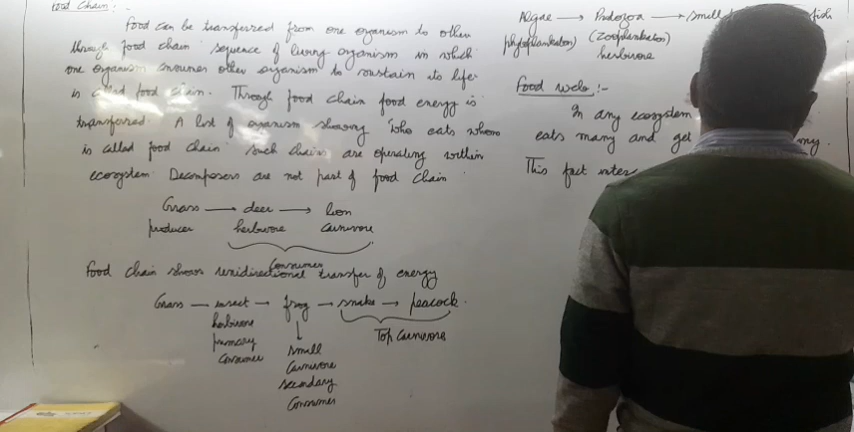 Food Chain:-
Food can be transferred from one organism to other
through food chain sequence of living organism in which
one organism consumes other organism to sustain its life
is called food chain. Through food chain food energy is
transferred. A list of organism showing "Who eats whom
is called food chain" such chains are operating within
ecosystem. Decomposers are not part of food chain
Grass → deer → lion
producer herbivore carnivore
Consumer
Food chain shows unidirectional transfer of energy
Grass — insect → frog → snake → peacock.
herbivore
primary
consumer
small
Carnivore
secondary
Consumer
Top Carnivore
Algae → Protozoa → small fish
(phytoplankton) (Zooplankton)
herbivore
Food web:-
In any ecosystem
eats many and get
This fact inter